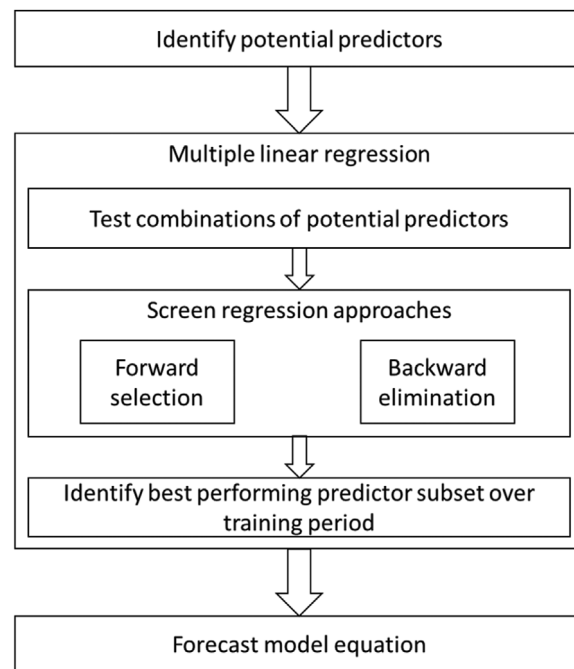 Identify potential predictors
Multiple linear regression
Test combinations of potential predictors
Screen regression approaches
Forward
selection
Backward
elimination
Identify best performing predictor subset over
training period
Forecast model equation